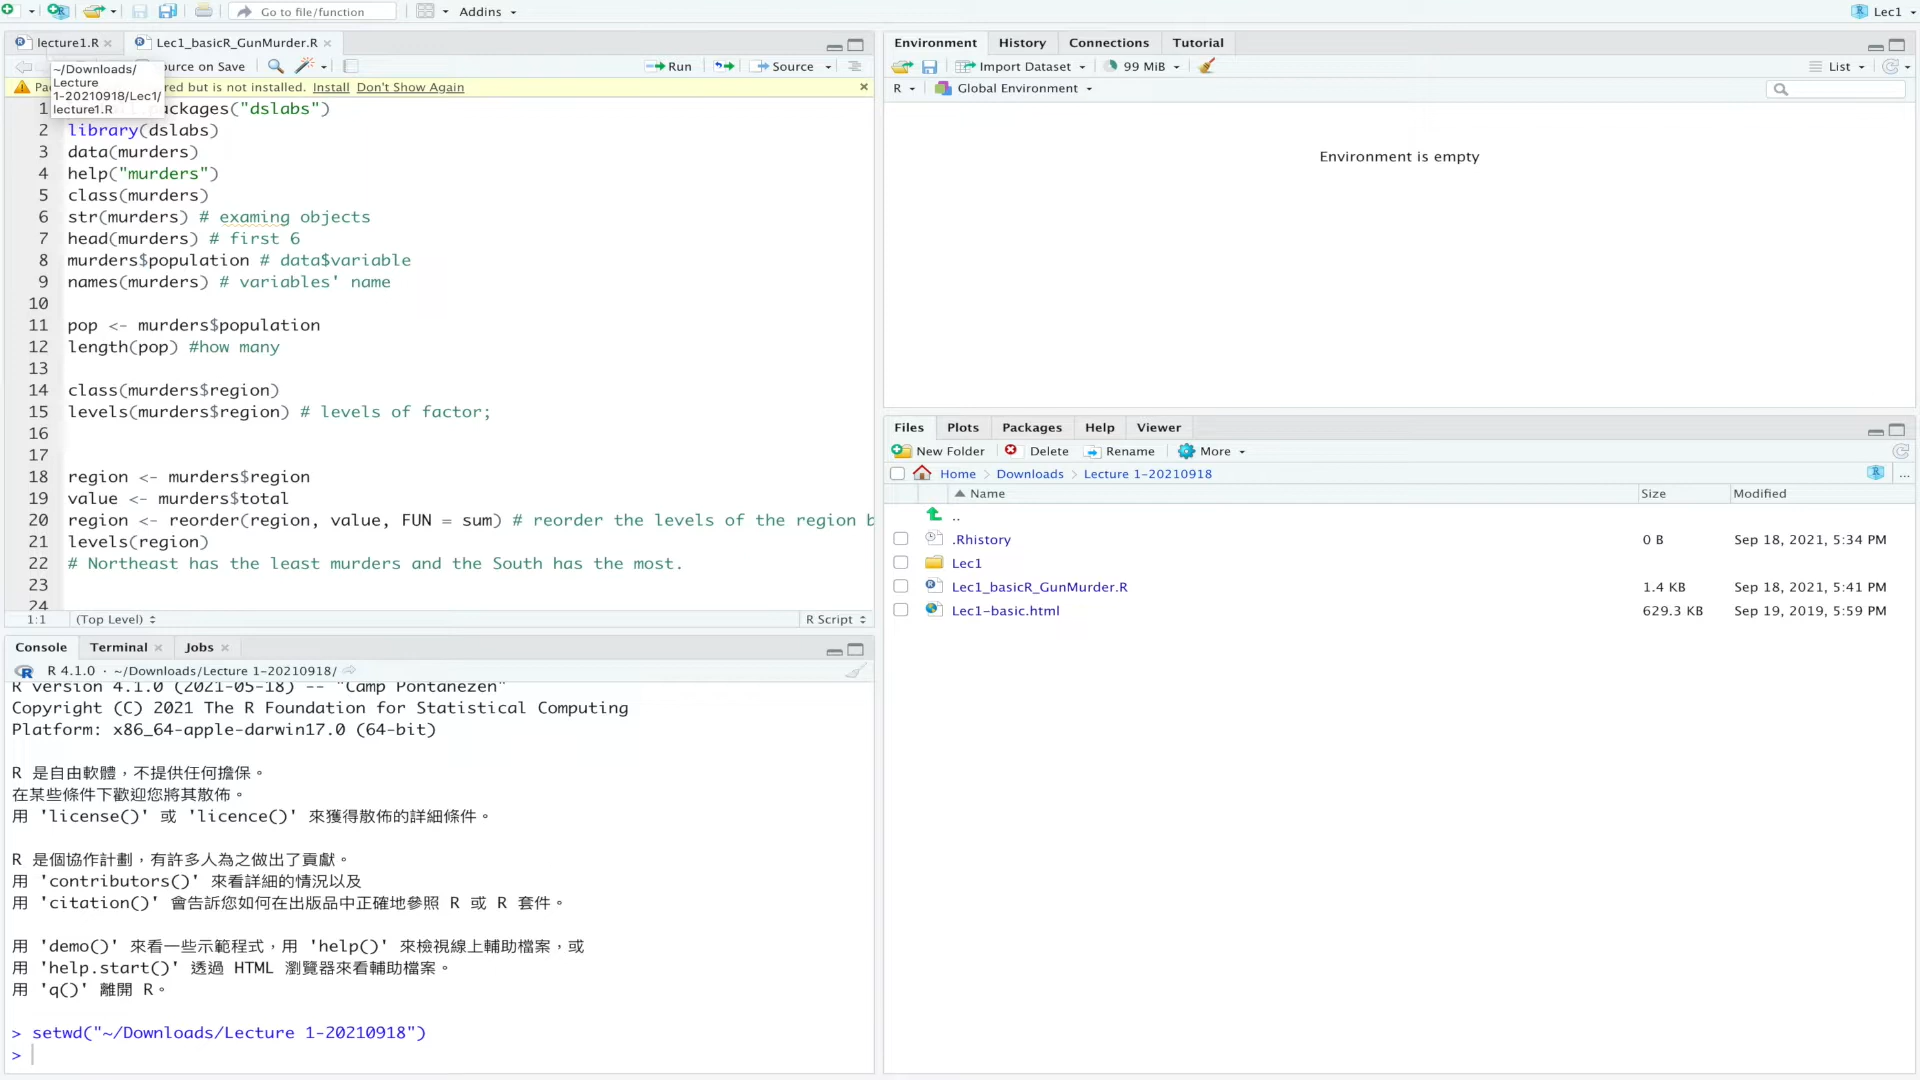 Go to file/function
Addins
Lec1
lecture1.R
Lec1_basicR_GunMurder.R
ource on Save
Run
Source
~/Downloads/
Lecture
1-20210918/Lec1/
lecture1.R
red but is not installed. Install Don't Show Again
1 packages("dslabs")
2 library(dslabs)
3 data(murders)
4 help("murders")
5 class(murders)
6 str(murders) # examing objects
7 head(murders) # first 6
8 murders$population # data$variable
9 names(murders) # variables' name
10
11 pop <- murders$population
12 length(pop) #how many
13
14 class(murders$region)
15 levels(murders$region) # levels of factor;
16
17
18 region <- murders$region
19 value <- murders$total
20 region <- reorder(region, value, FUN = sum) # reorder the levels of the region b
21 levels(region)
22 # Northeast has the least murders and the South has the most.
23
24
1:1 (Top Level) R Script
Console Terminal Jobs
R 4.1.0 · ~/Downloads/Lecture 1-20210918/
R version 4.1.0 (2021-05-18) -- "Camp Pontanezen"
Copyright (C) 2021 The R Foundation for Statistical Computing
Platform: x86_64-apple-darwin17.0 (64-bit)
R 是自由軟體，不提供任何擔保。
在某些條件下歡迎您將其散佈。
用 'license()' 或 'licence()' 來獲得散佈的詳細條件。
R 是個協作計劃，有許多人為之做出了貢獻。
用 'contributors()' 來看詳細的情況以及
用 'citation()' 會告訴您如何在出版品中正確地參照 R 或 R 套件。
用 'demo()' 來看一些示範程式，用 'help()' 來檢視線上輔助檔案，或
用 'help.start()' 透過 HTML 瀏覽器來看輔助檔案。
用 'q()' 離開 R。
> setwd("~/Downloads/Lecture 1-20210918")
>
Environment History Connections Tutorial
Import Dataset 99 MiB List
R Global Environment
Environment is empty
Files Plots Packages Help Viewer
New Folder Delete Rename More
Home > Downloads > Lecture 1-20210918 ...
Name Size Modified
..
.Rhistory 0 B Sep 18, 2021, 5:34 PM
Lec1
Lec1_basicR_GunMurder.R 1.4 KB Sep 18, 2021, 5:41 PM
Lec1-basic.html 629.3 KB Sep 19, 2019, 5:59 PM